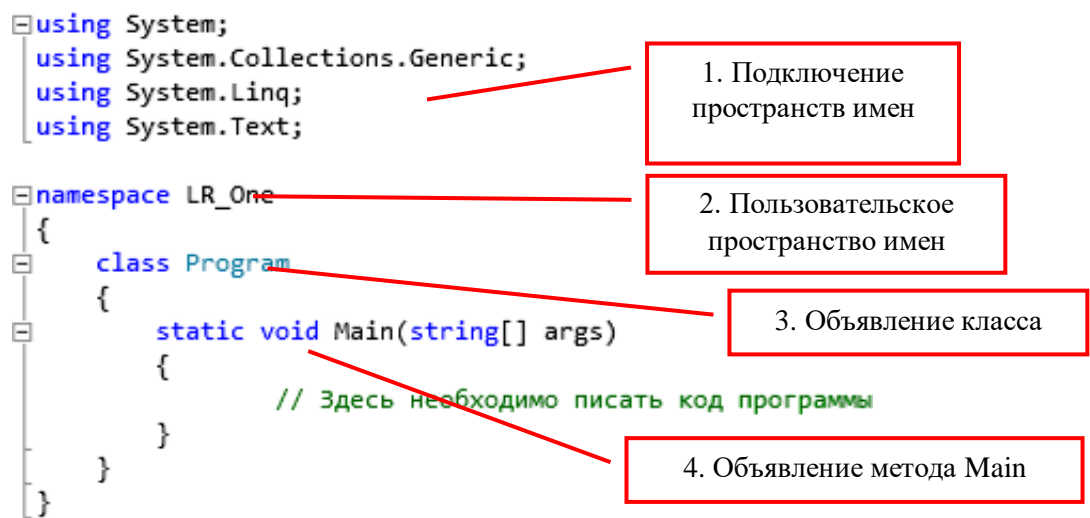 using System;
using System.Collections.Generic;
using System.Linq;
using System.Text;
1. Подключение
пространств имен
namespace LR_One
2. Пользовательское
пространство имен
{
class Program
{
3. Объявление класса
static void Main(string[] args)
{
// Здесь необходимо писать код программы
}
4. Объявление метода Main
}
}